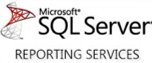 Microsoft®
SQL Server®
REPORTING SERVICES